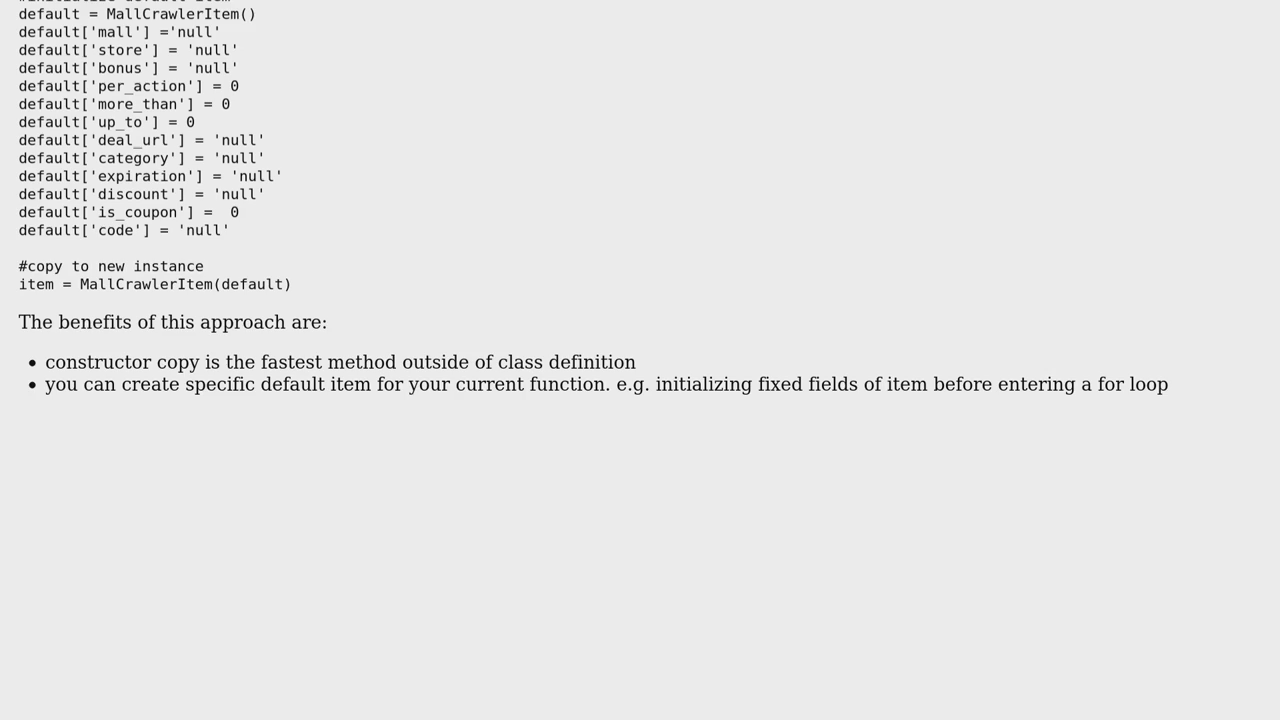 default = MallCrawlerItem()
default['mall'] ='null'
default['store'] = 'null'
default['bonus'] = 'null'
default['per_action'] = 0
default['more_than'] = 0
default['up_to'] = 0
default['deal_url'] = 'null'
default['category'] = 'null'
default['expiration'] = 'null'
default['discount'] = 'null'
default['is_coupon'] =  0
default['code'] = 'null'
#copy to new instance
item = MallCrawlerItem(default)
The benefits of this approach are:
• constructor copy is the fastest method outside of class definition
• you can create specific default item for your current function. e.g. initializing fixed fields of item before entering a for loop